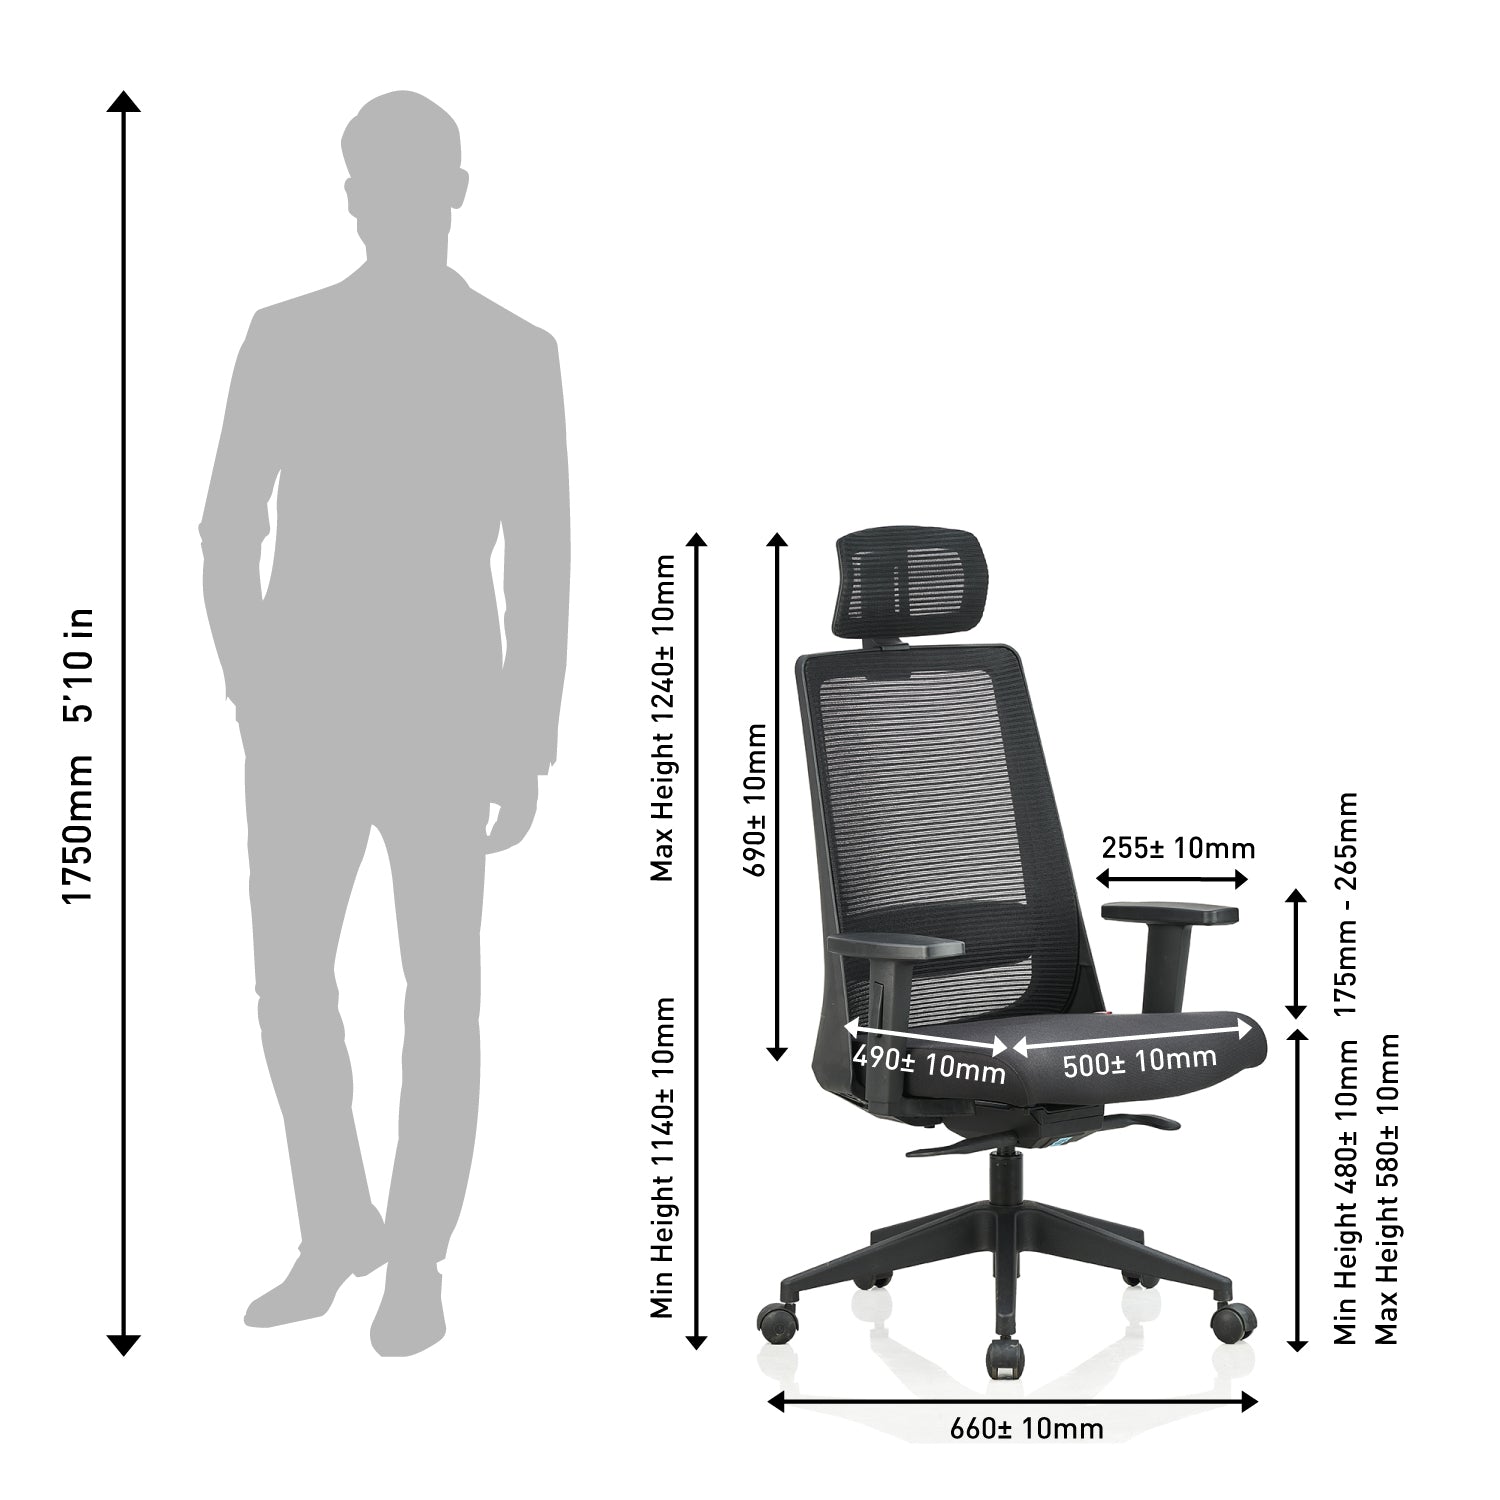 1750mm 5'10 in
Max Height 1240± 10mm
Min Height 1140± 10mm
690± 10mm
255± 10mm
175mm - 265mm
490± 10mm
500± 10mm
Min Height 480± 10mm
Max Height 580± 10mm
660± 10mm